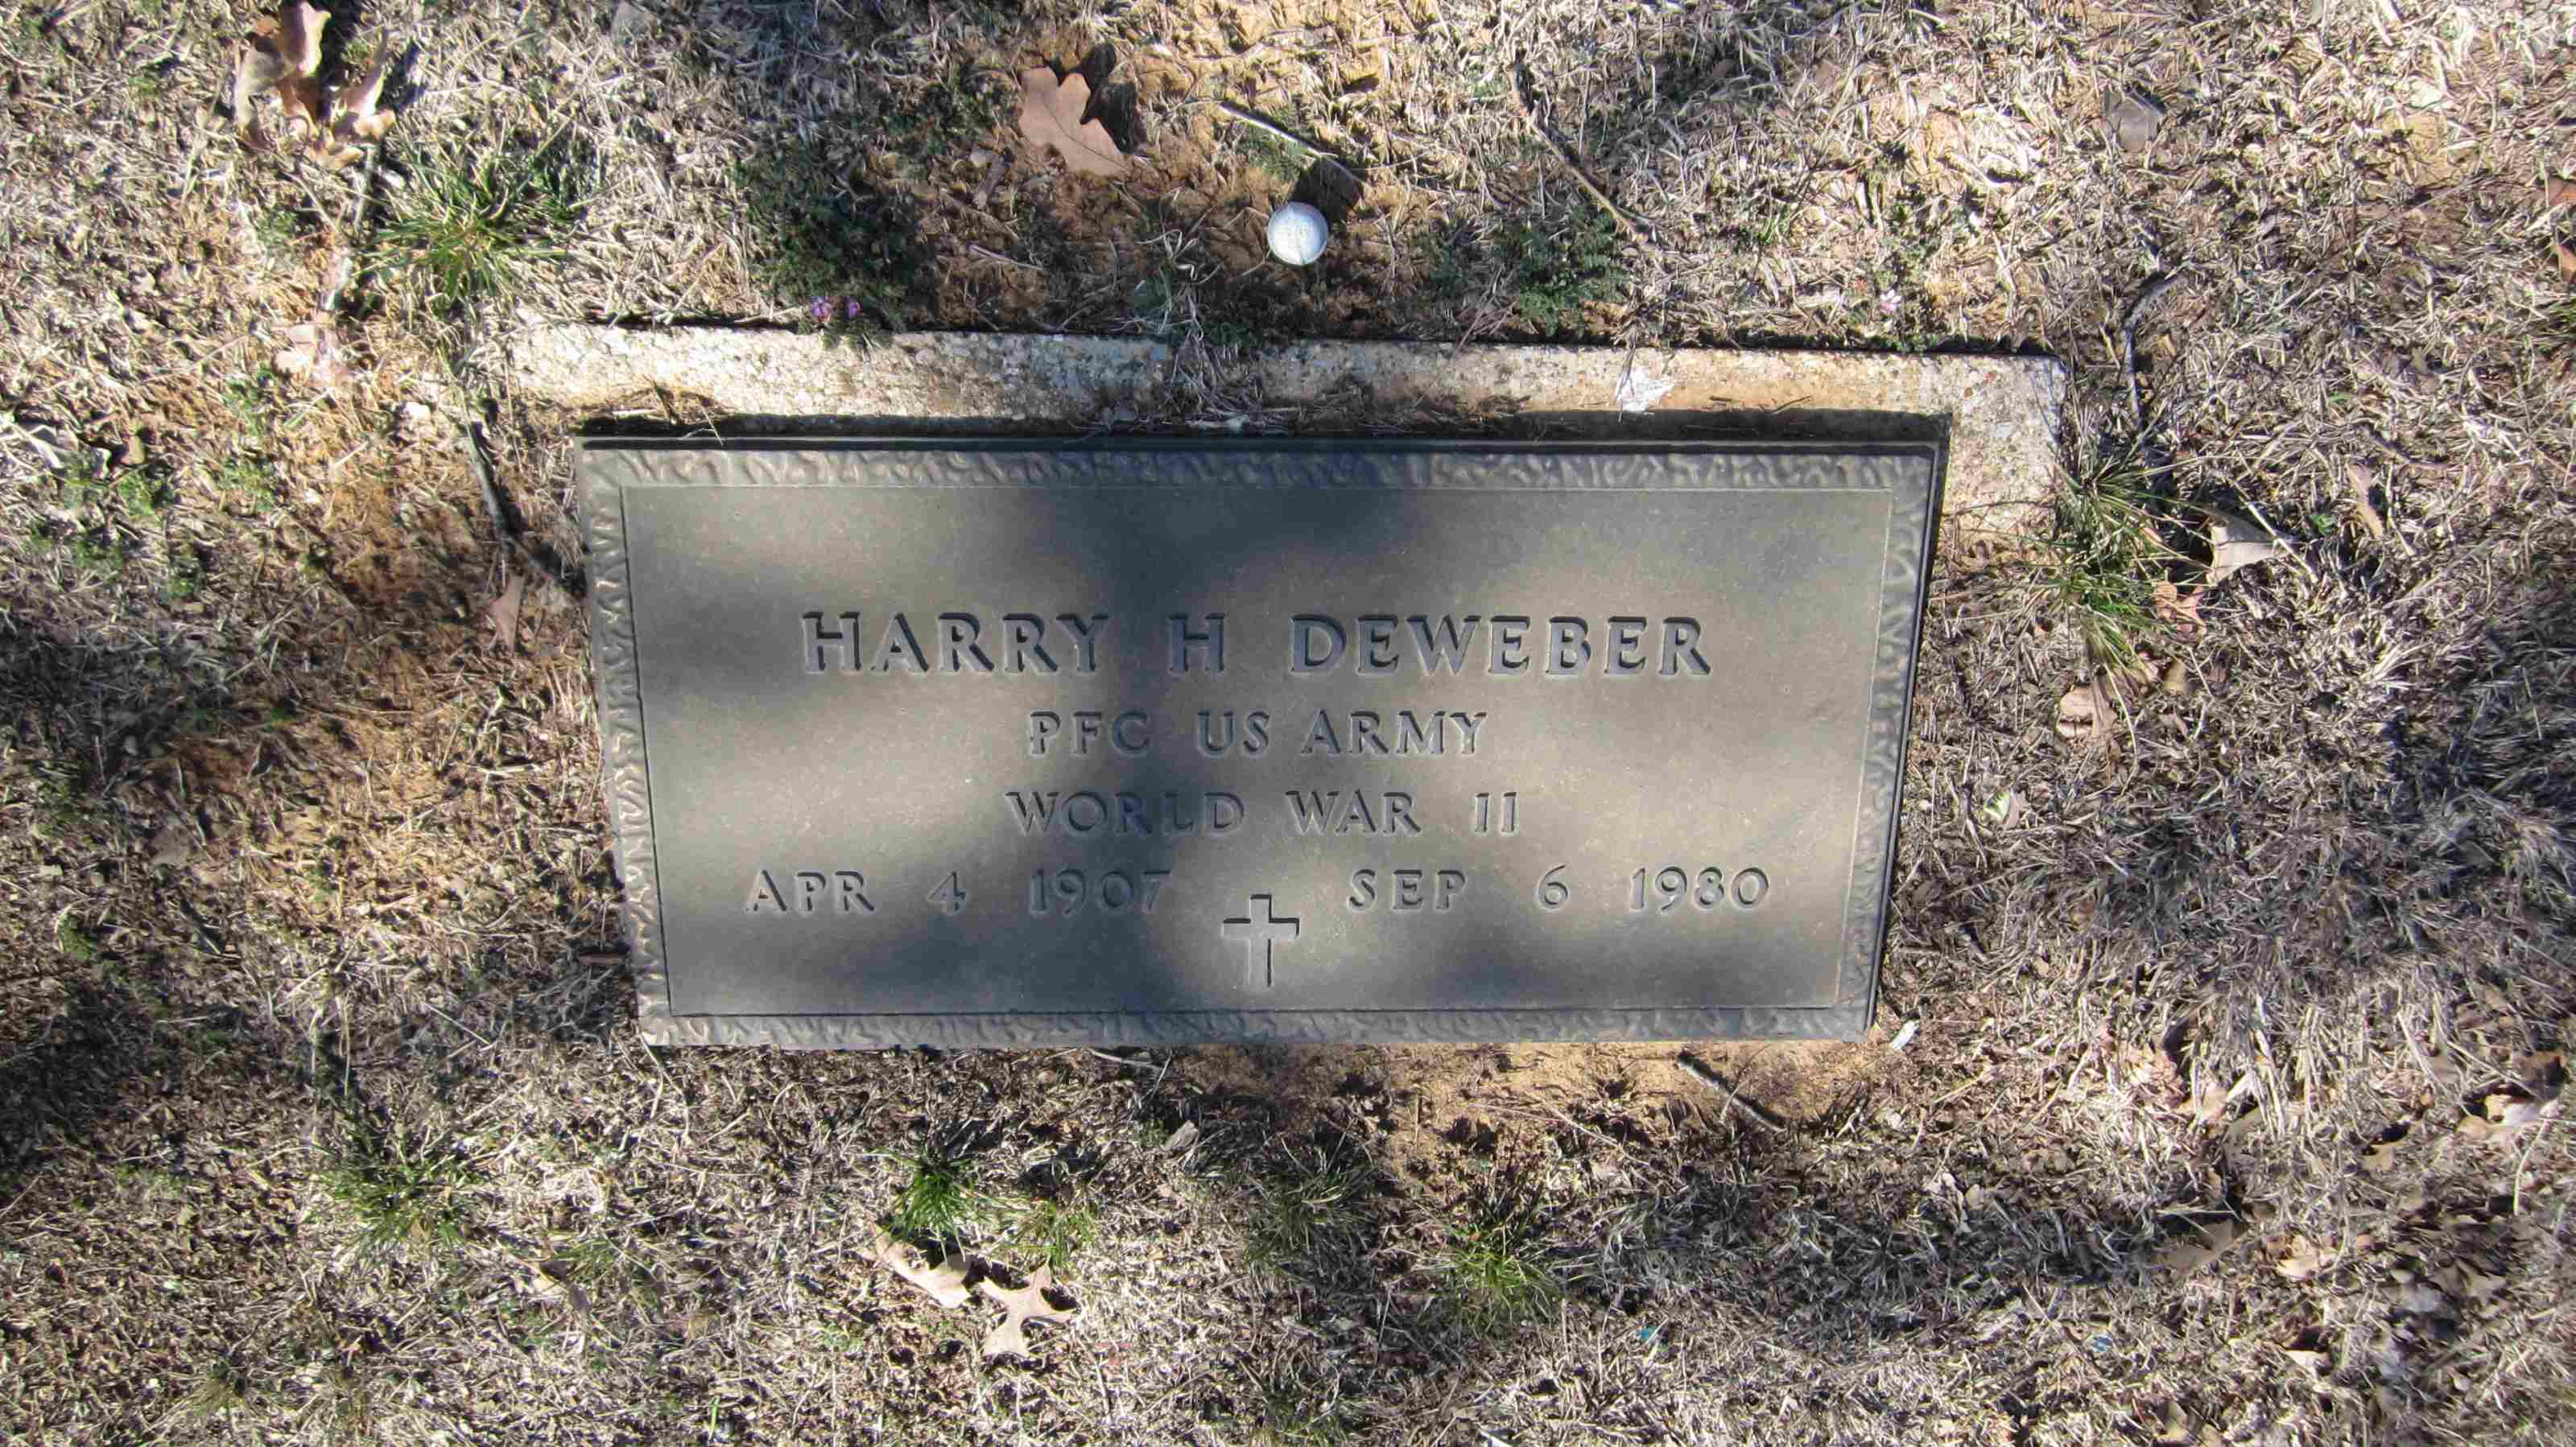 HARRY H DEWEBER
PFC US ARMY
WORLD WAR II
APR 4 1907 SEP 6 1980